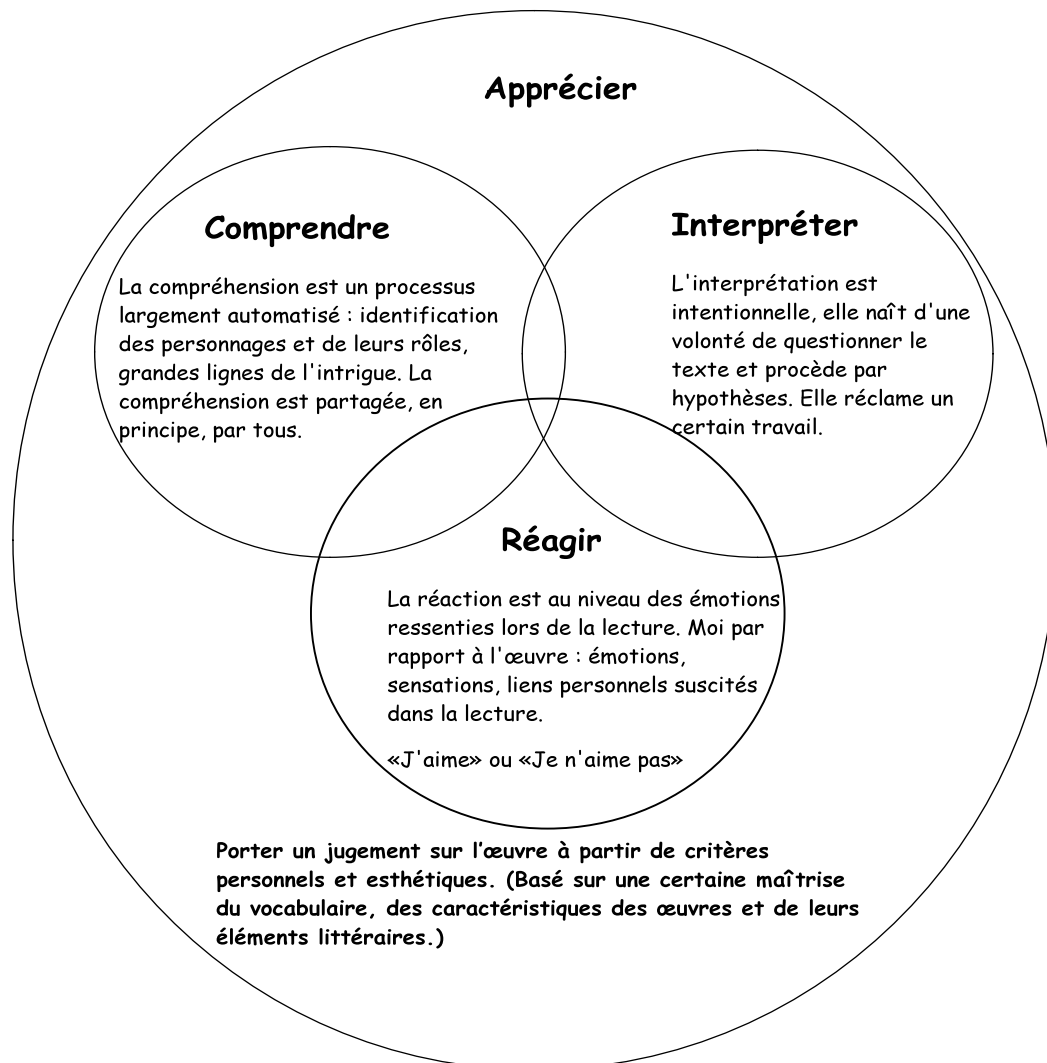 Apprécier
Comprendre
La compréhension est un processus
largement automatisé : identification
des personnages et de leurs rôles,
grandes lignes de l'intrigue. La
compréhension est partagée, en
principe, par tous.
Interpréter
L'interprétation est
intentionnelle, elle naît d'une
volonté de questionner le
texte et procède par
hypothèses. Elle réclame un
certain travail.
Réagir
La réaction est au niveau des émotions
ressenties lors de la lecture. Moi par
rapport à l'œuvre : émotions,
sensations, liens personnels suscités
dans la lecture.
«J'aime» ou «Je n'aime pas»
Porter un jugement sur l'œuvre à partir de critères
personnels et esthétiques. (Basé sur une certaine maîtrise
du vocabulaire, des caractéristiques des œuvres et de leurs
éléments littéraires.)